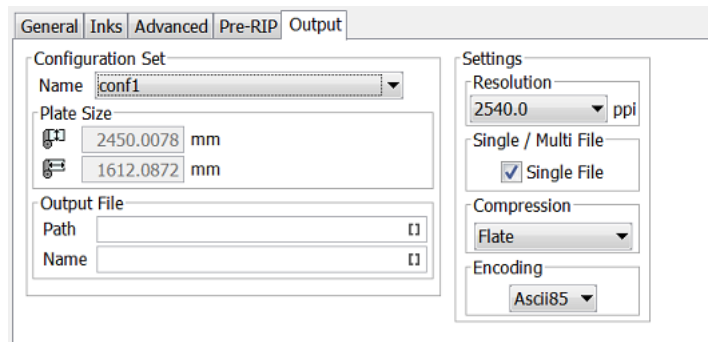 General Inks Advanced Pre-RIP Output
Configuration Set
Name conf1
Plate Size
2450.0078 mm
1612.0872 mm
Output File
Path []
Name []
Settings
Resolution
2540.0 ppi
Single / Multi File
Single File
Compression
Flate
Encoding
Ascii85